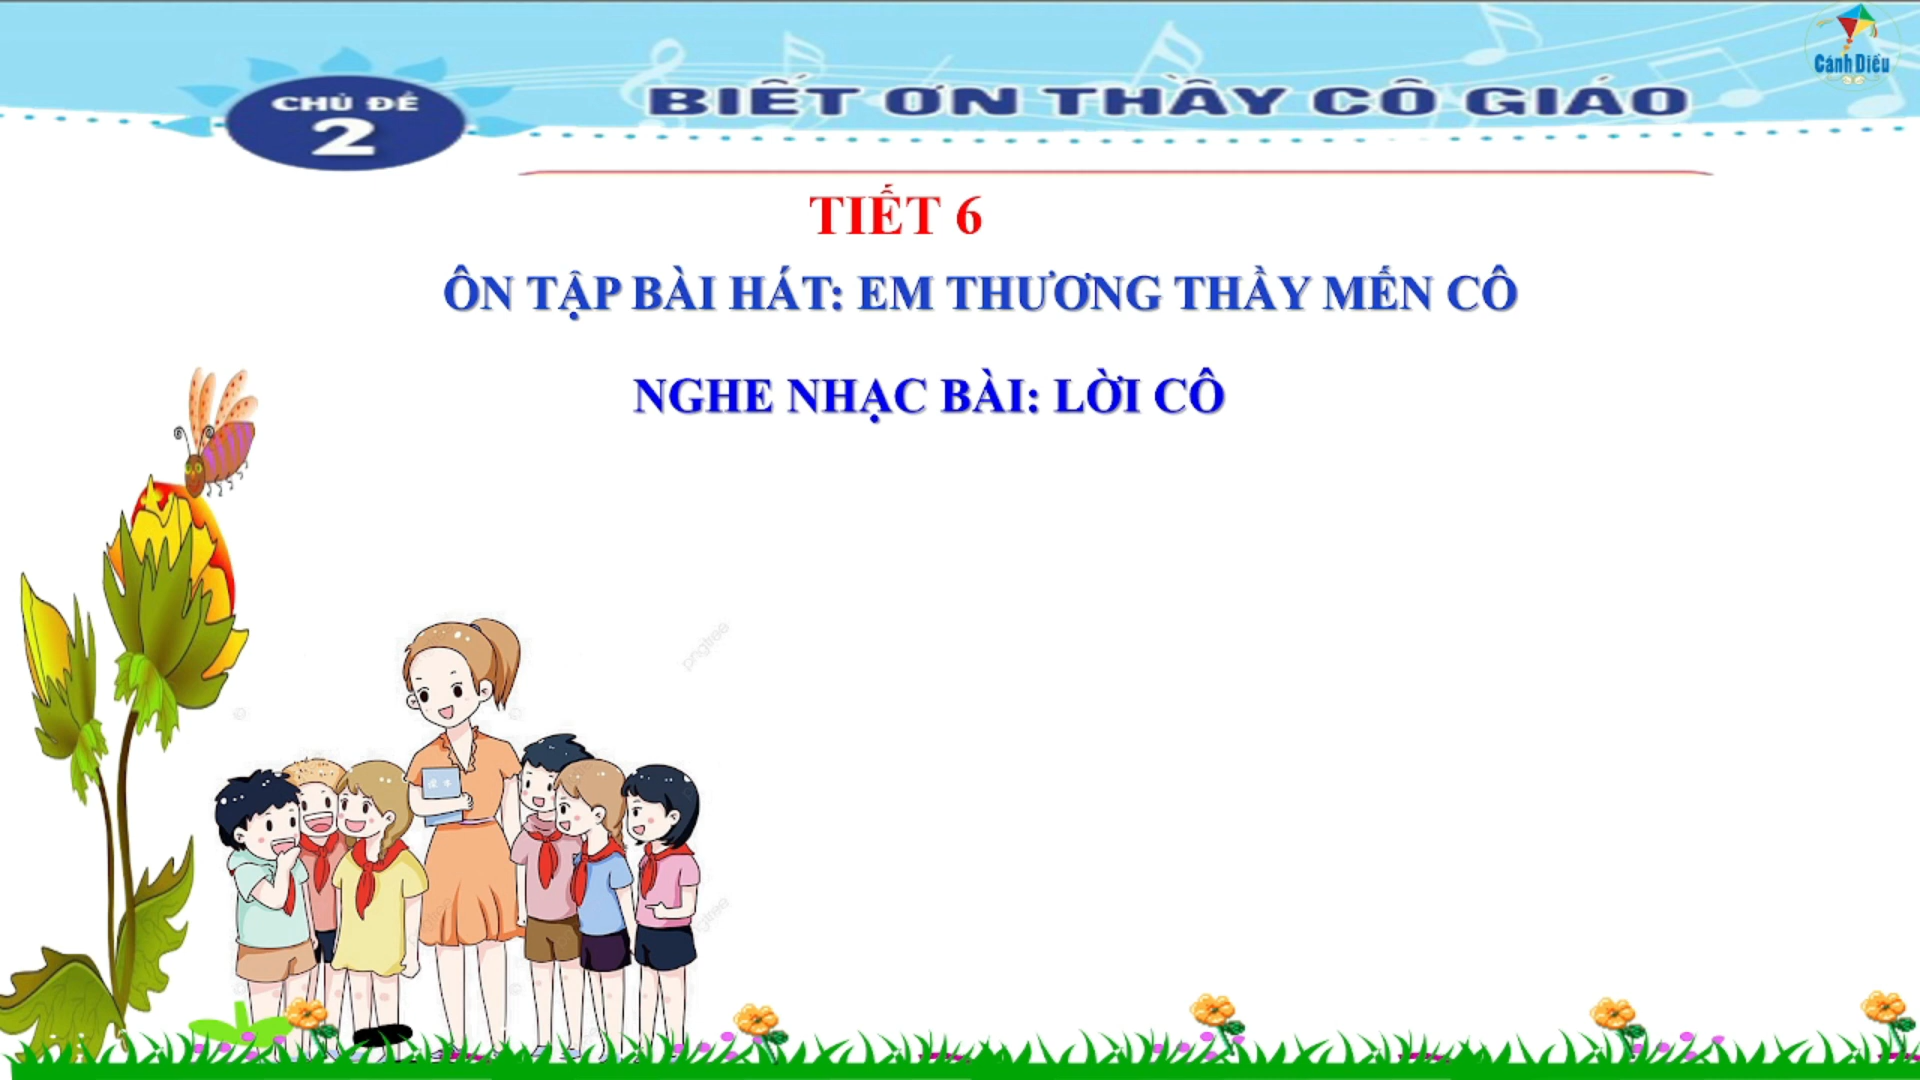 Cánh Diều
CHỦ ĐỀ
2
BIẾT ƠN THẦY CÔ GIÁO
TIẾT 6
ÔN TẬP BÀI HÁT: EM THƯƠNG THẦY MẾN CÔ
NGHE NHẠC BÀI: LỜI CÔ
pngtree